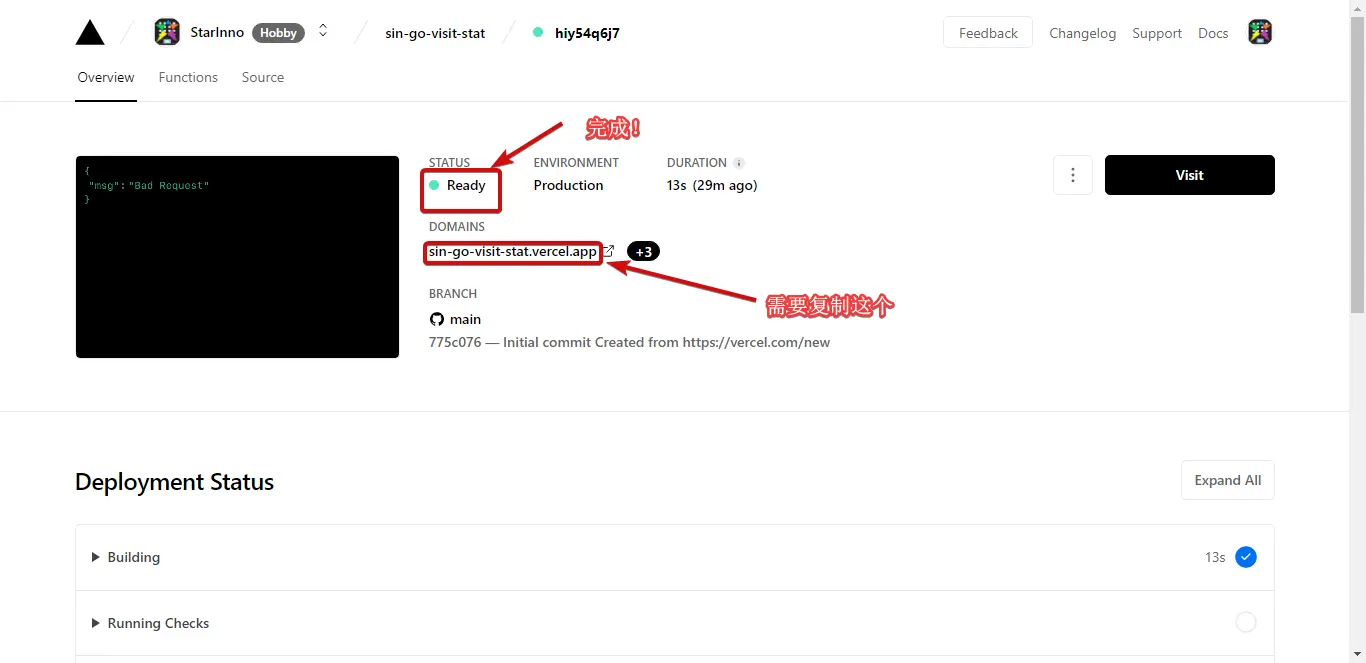 StarInno Hobby sin-go-visit-stat hiy54q6j7 Feedback Changelog Support Docs
Overview Functions Source
完成！
{
"msg":"Bad Request"
}
STATUS ENVIRONMENT DURATION
Ready Production 13s (29m ago)
Visit
DOMAINS
sin-go-visit-stat.vercel.app +3
需要复制这个
BRANCH
main
775c076 — Initial commit Created from https://vercel.com/new
Deployment Status Expand All
Building 13s
Running Checks